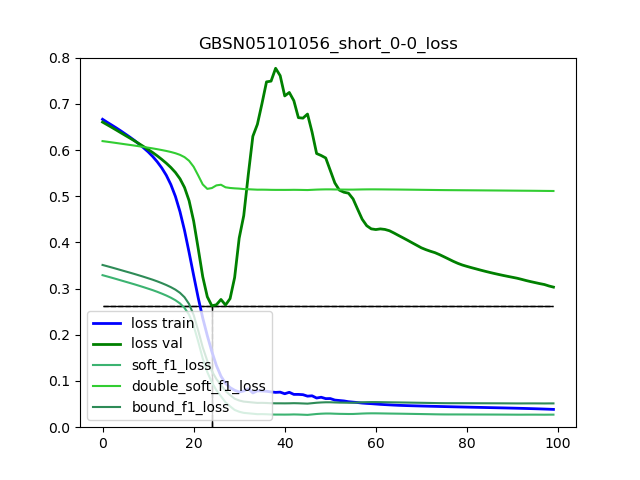 GBSN05101056_short_0-0_loss
0.8
0.7
0.6
0.5
0.4
0.3
0.2
0.1
0.0
loss train
loss val
soft_f1_loss
double_soft_f1_loss
bound_f1_loss
0 20 40 60 80 100